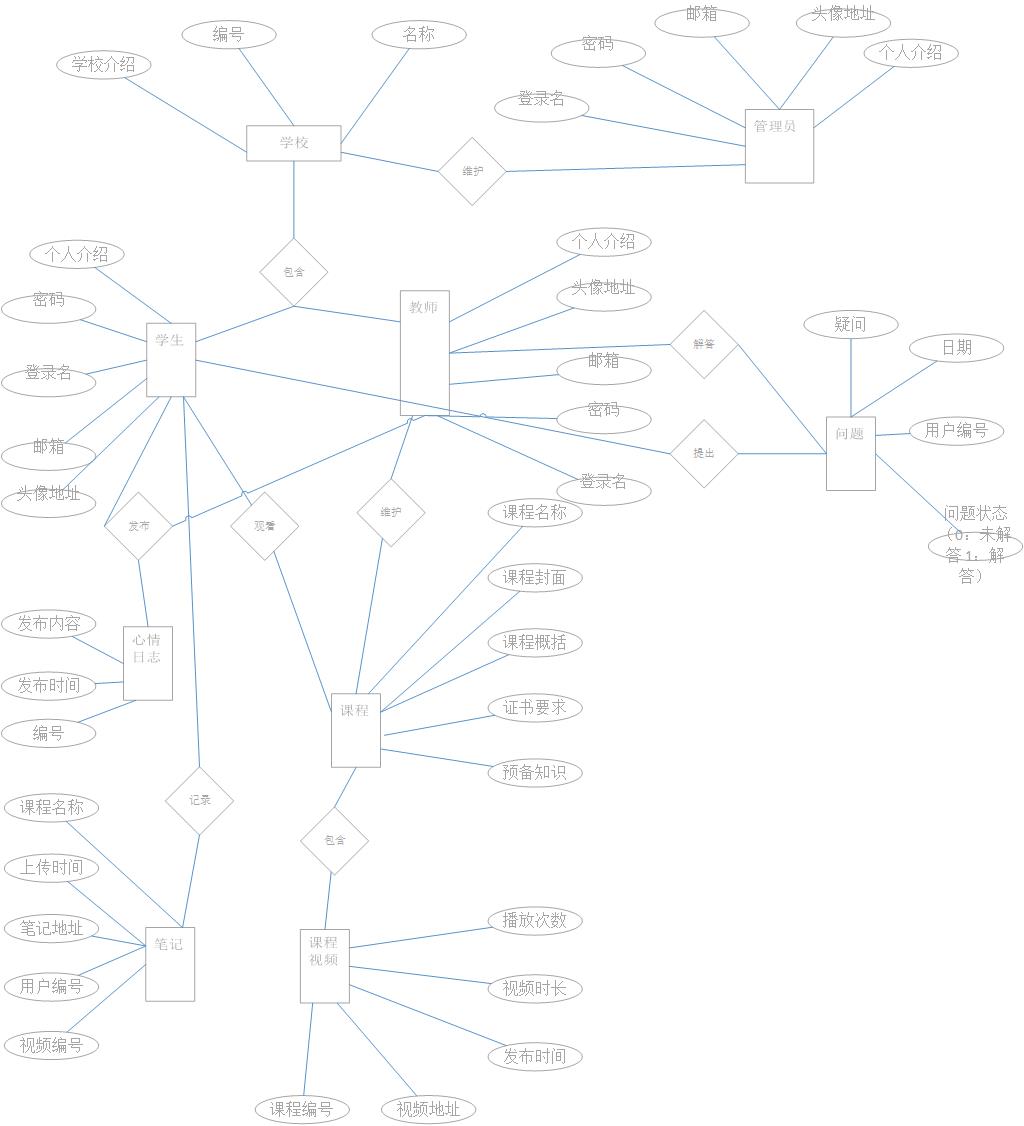 编号
名称
学校介绍
邮箱
头像地址
密码
个人介绍
登录名
学校
管理员
维护
个人介绍
包含
个人介绍
密码
教师
头像地址
学生
疑问
解答
日期
登录名
邮箱
密码
用户编号
问题
邮箱
提出
登录名
头像地址
发布
观看
维护
课程名称
问题状态
（0：未解
答 1：解
答）
课程封面
发布内容
心情
日志
课程概括
发布时间
编号
课程
证书要求
预备知识
课程名称
记录
包含
上传时间
笔记地址
笔记
播放次数
课程
视频
用户编号
视频时长
视频编号
发布时间
课程编号
视频地址